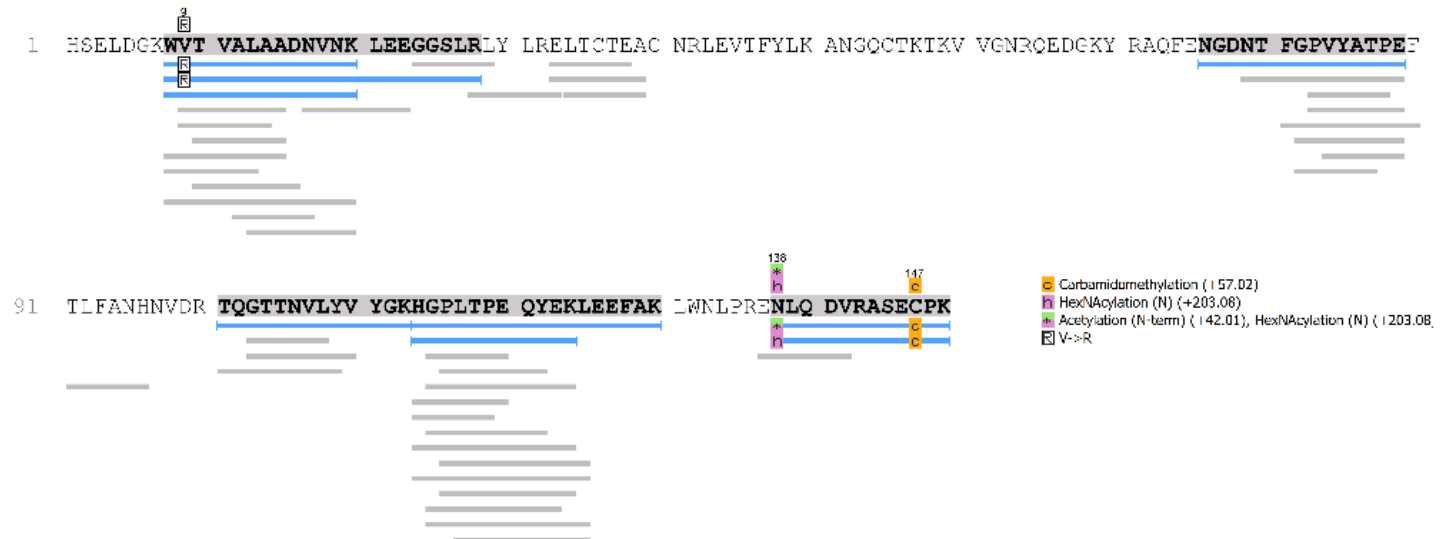 9
R
1 HSELDGKWVT VALAADNVNK LEEGGSLRLY LRELTCTEAC NRLEVTFYLK ANGQCTKTKV VGNRQEDGKY RAQFENGDNT FGPVYATPEF
R
R
138 147
*
h c
91 TLFANHNVDR TQGTTNVLYV YGKHGPLTPE QYEKLEEFAK LWNLPRENLQ DVRASECPK
* c
h c
c Carbamidomethylation (+57.02)
h HexNAcylation (N) (+203.08)
* Acetylation (N-term) (+42.01), HexNAcylation (N) (+203.08
R V->R